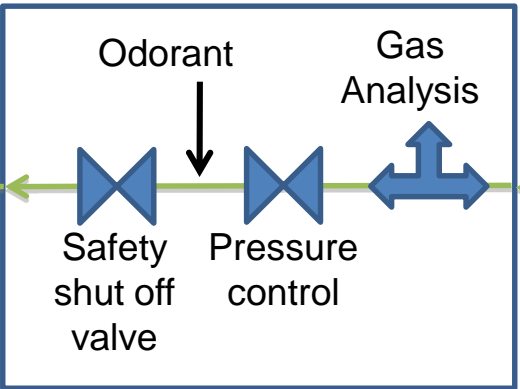 Odorant
Gas
Analysis
Safety
shut off
valve
Pressure
control